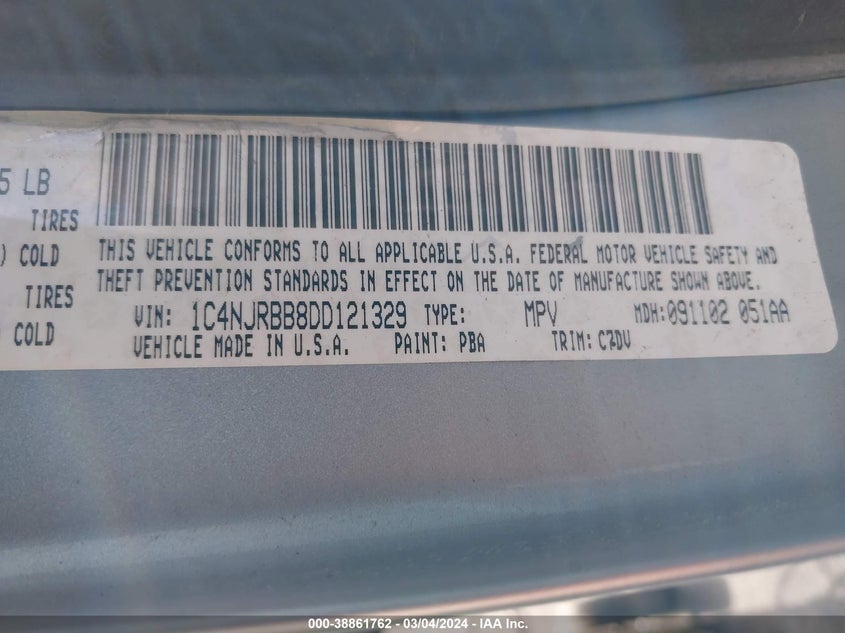 5 LB
TIRES
) COLD
TIRES
) COLD
THIS VEHICLE CONFORMS TO ALL APPLICABLE U.S.A. FEDERAL MOTOR VEHICLE SAFETY AND
THEFT PREVENTION STANDARDS IN EFFECT ON THE DATE OF MANUFACTURE SHOWN ABOVE.
VIN: 1C4NJRBB8DD121329 TYPE: MPV MDH:091102 051AA
VEHICLE MADE IN U.S.A. PAINT: PBA TRIM: C7DV
000-38861762 - 03/04/2024 - IAA Inc.